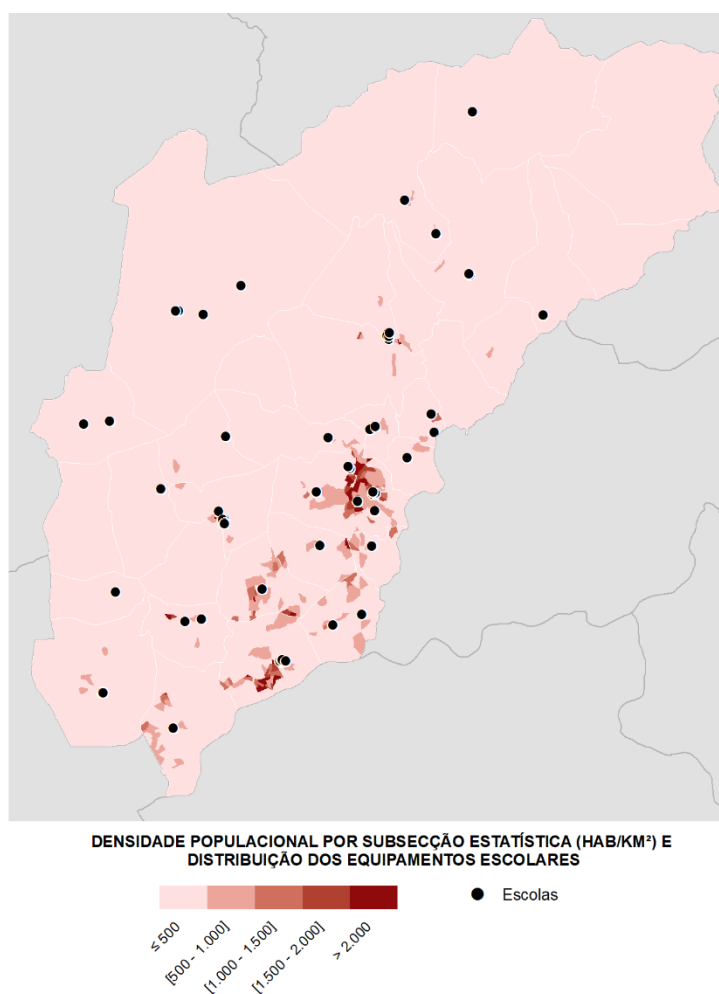 DENSIDADE POPULACIONAL POR SUBSECÇÃO ESTATÍSTICA (HAB/KM²) E
DISTRIBUIÇÃO DOS EQUIPAMENTOS ESCOLARES
Escolas
≤ 500
[500 - 1.000]
[1.000 - 1.500]
[1.500 - 2.000]
> 2.000